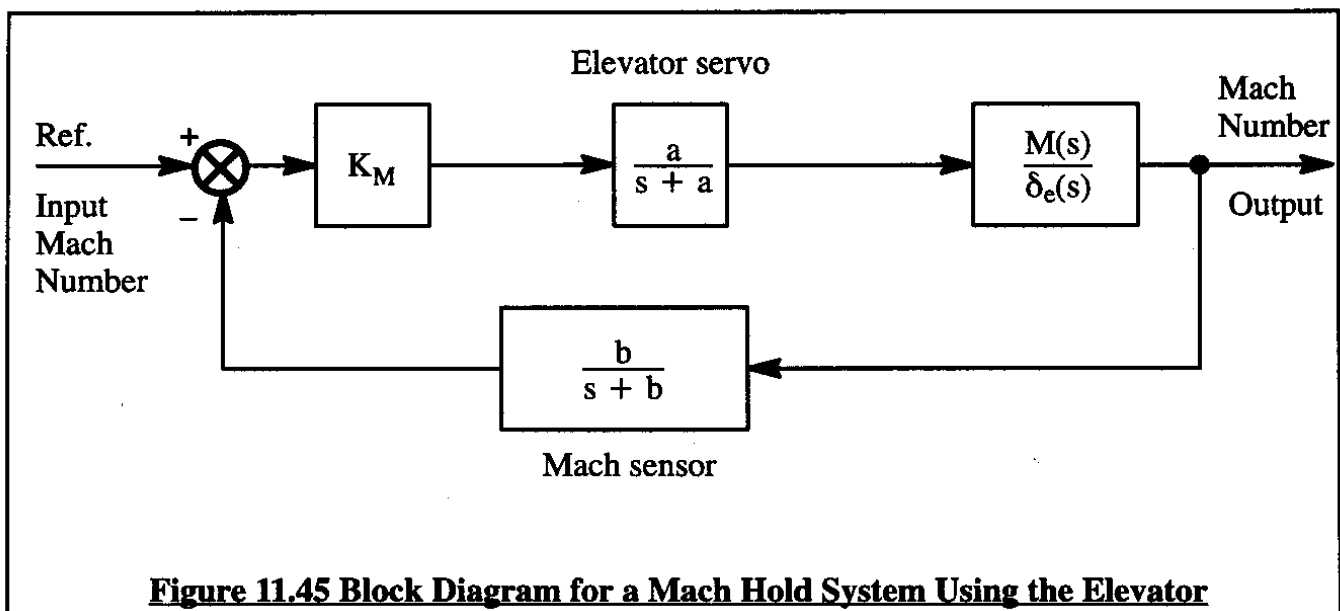 Elevator servo
Ref.
+
−
Input
Mach
Number
K_M
a
s + a
M(s)
δ_e(s)
Mach
Number
Output
b
s + b
Mach sensor
Figure 11.45 Block Diagram for a Mach Hold System Using the Elevator